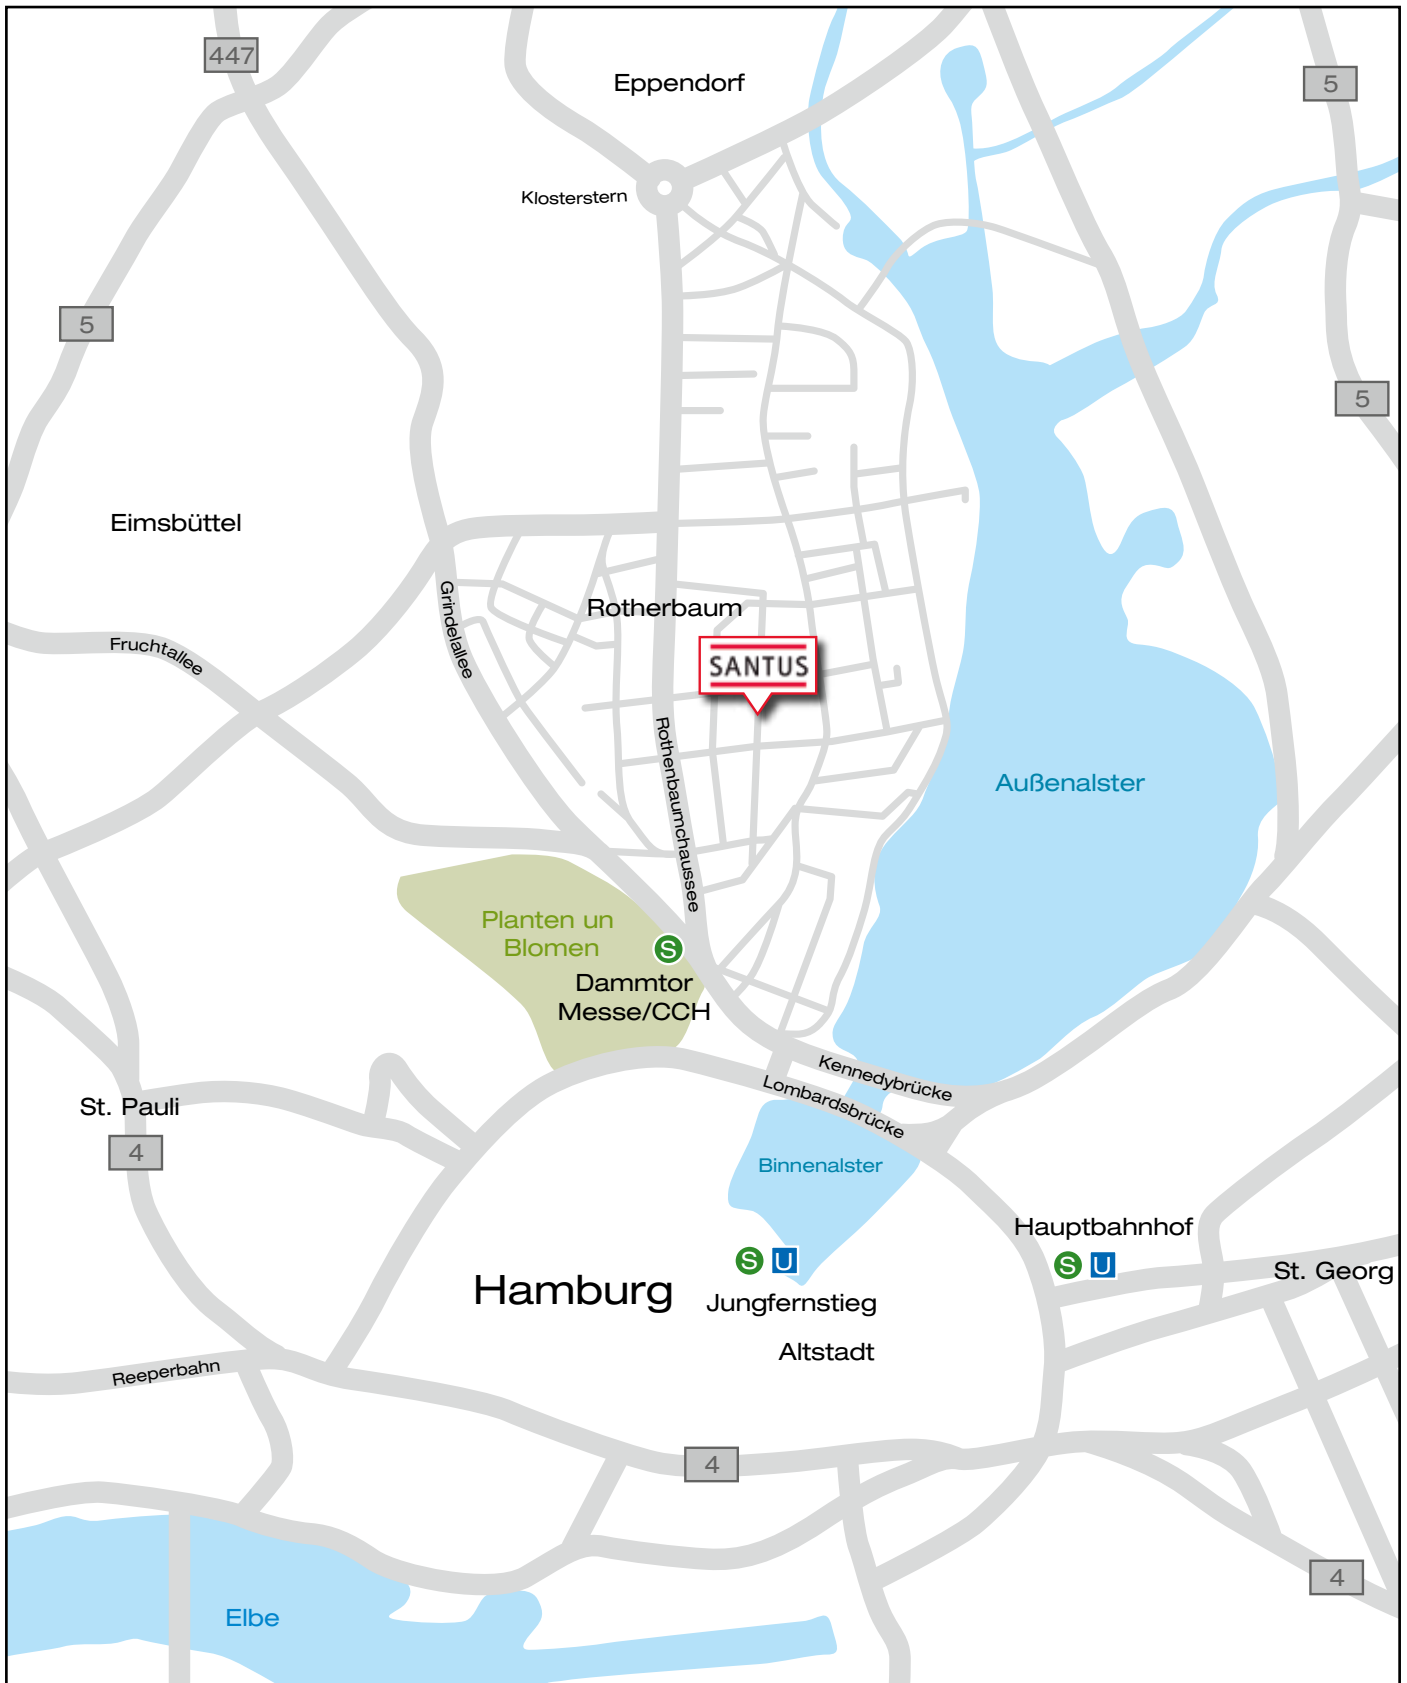 447
Eppendorf
5
Klosterstern
5
5
Eimsbüttel
Grindelallee
Rotherbaum
Fruchtallee
SANTUS
Rothenbaumchaussee
Außenalster
Planten un
Blomen
S
Dammtor
Messe/CCH
Kennedybrücke
Lombardsbrücke
St. Pauli
4
Binnenalster
Hauptbahnhof
S U
S U
St. Georg
Hamburg
Jungfernstieg
Altstadt
Reeperbahn
4
4
Elbe